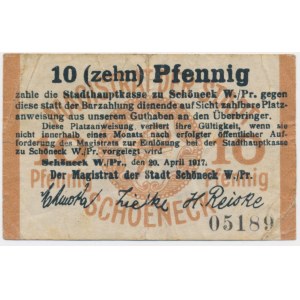 10 (zehn) Pfennig
zahle die Stadthauptkasse zu Schöneck W./Pr. gegen
diese statt der Barzahlung dienende auf Sicht zahlbare Platz-
anweisung aus unserem Guthaben an den Überbringer.
Diese Platzanweisung verliert ihre Gültigkeit, wenn sie
nicht innerhalb eines Monats nach erfolgter öffentlicher Auf-
forderung des Magistrats zur Einlösung bei der Stadthauptkasse
zu Schöneck W./Pr. vorgelegt wird
Schöneck W./Pr., den 20. April 1917.
Der Magistrat der Stadt Schöneck W./Pr.
H. Reiske
SCHOENECK
05189